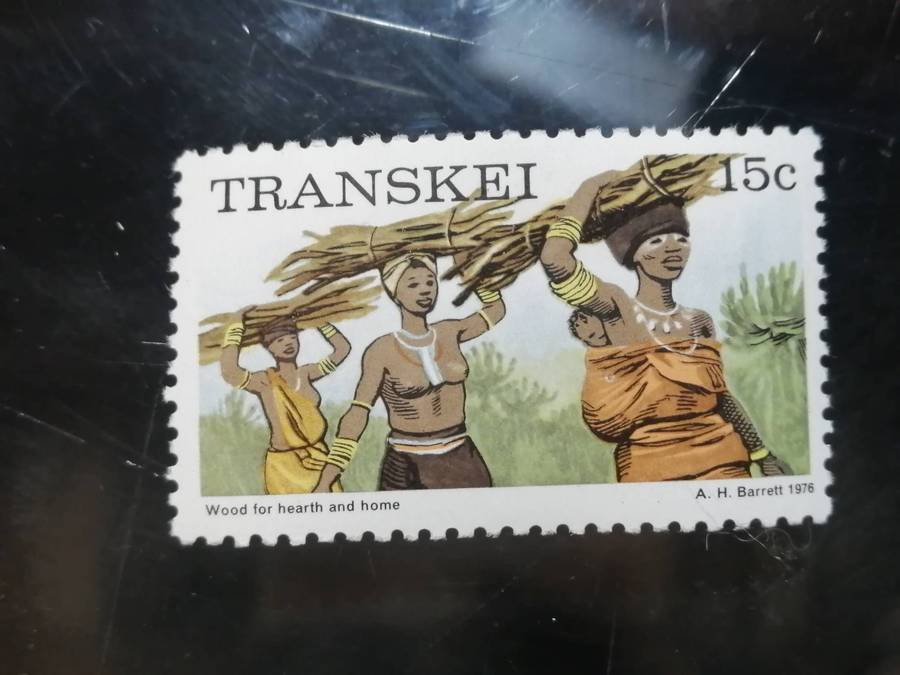 TRANSKEI 15c
Wood for hearth and home
A. H. Barrett 1976